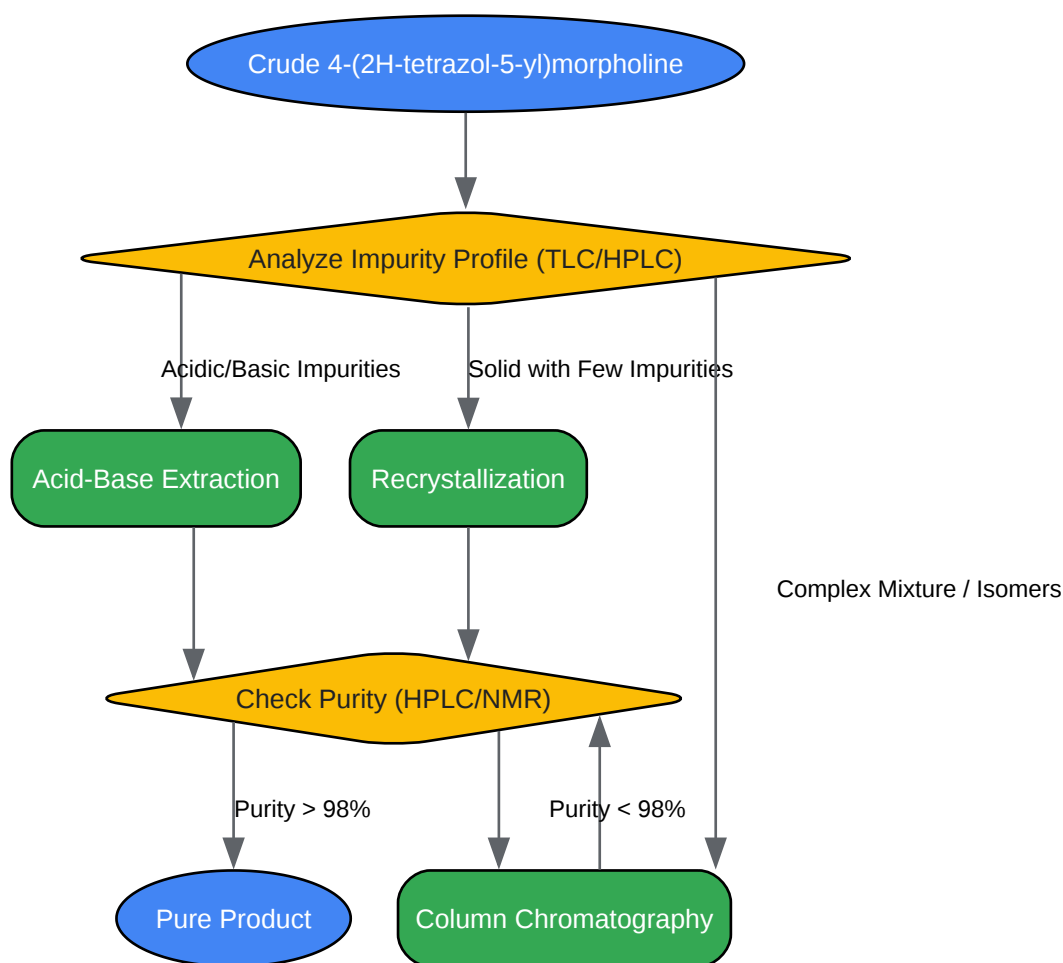 Crude 4-(2H-tetrazol-5-yl)morpholine
Analyze Impurity Profile (TLC/HPLC)
Acidic/Basic Impurities
Solid with Few Impurities
Acid-Base Extraction
Recrystallization
Complex Mixture / Isomers
Check Purity (HPLC/NMR)
Purity > 98%
Purity < 98%
Pure Product
Column Chromatography